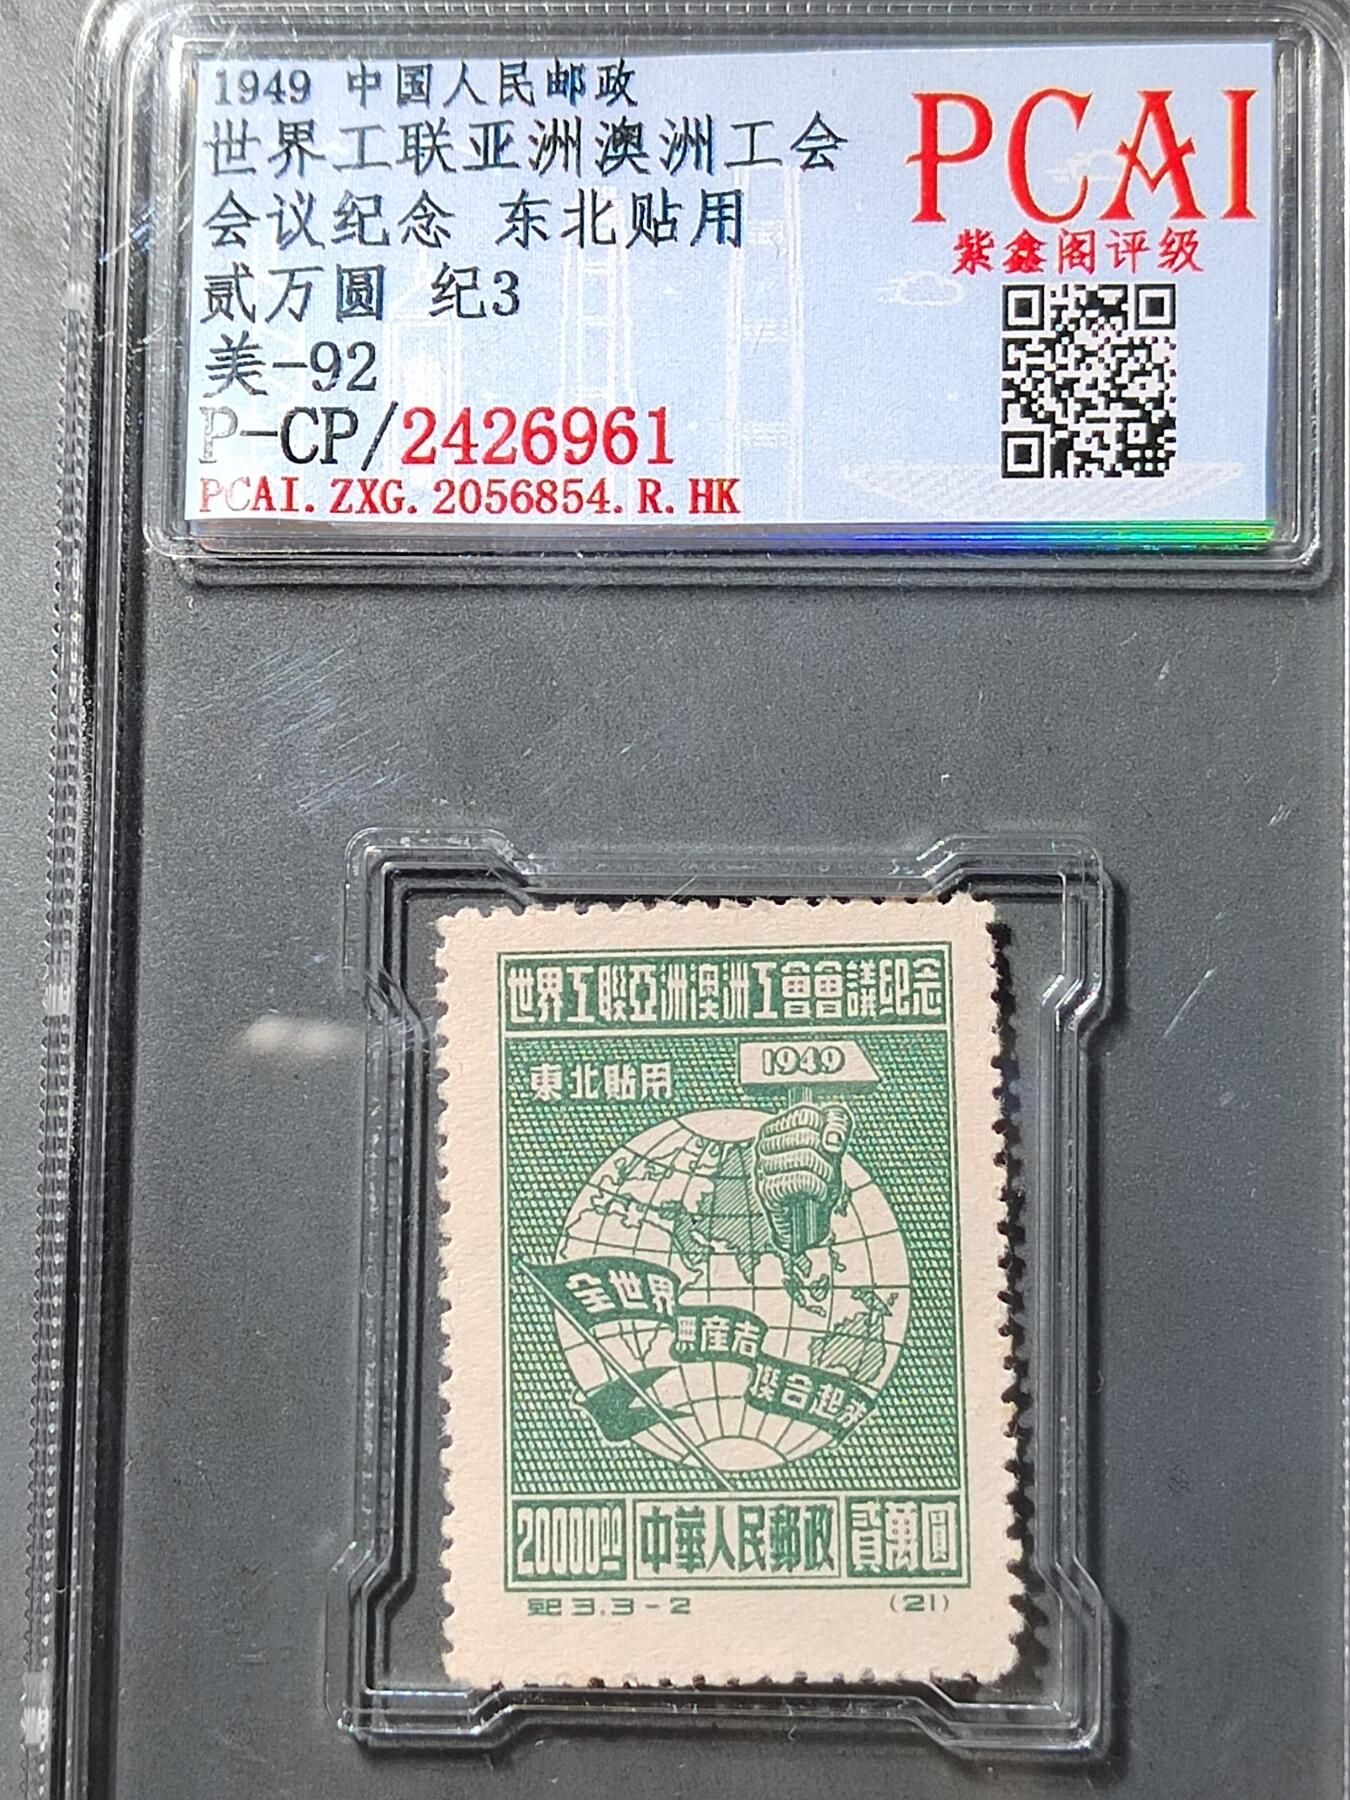 1949 中国人民邮政
世界工联亚洲澳洲工会
会议纪念 东北贴用
贰万圆 纪3
美-92
P-CP/2426961
PCAI.ZXG.2056854.R.HK
PCAI
紫鑫阁评级
世界工聯亞洲澳洲工會會議紀念
1949
東北貼用
全世界
無產者
聯合起來
20000
中華人民郵政
貳萬圓
紀3.3-2
(21)